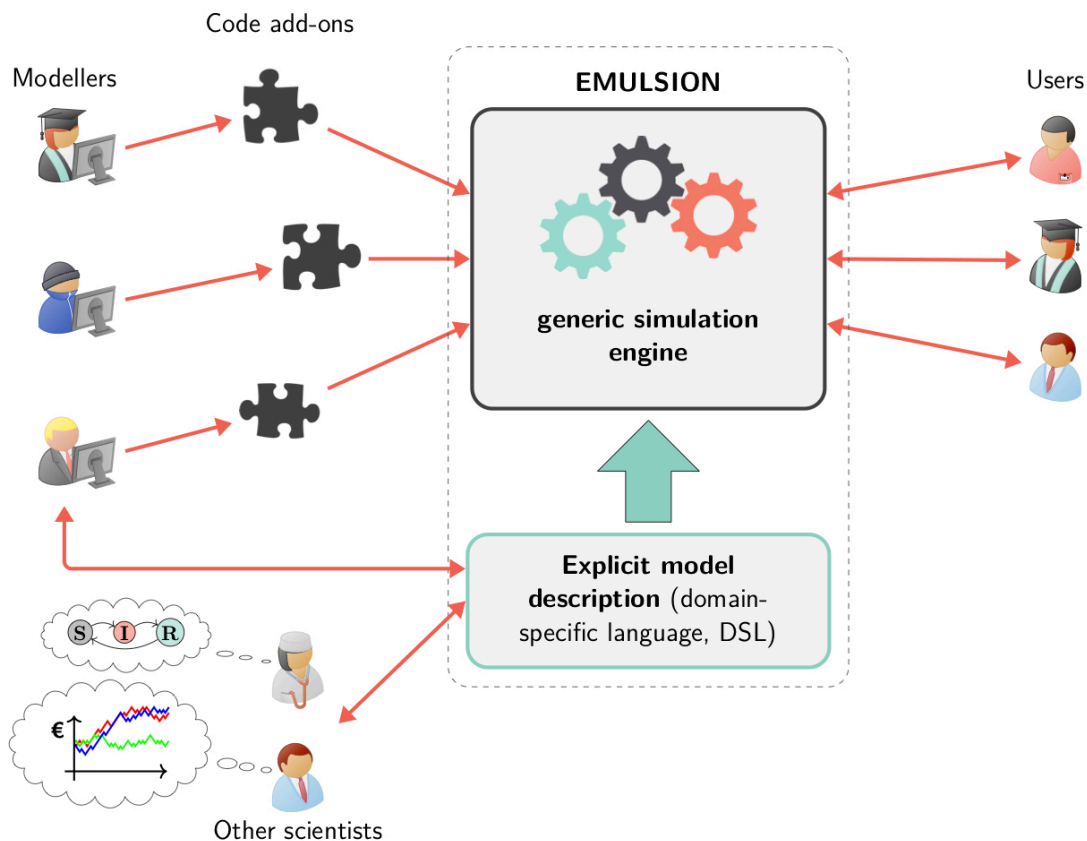 Code add-ons
Modellers
EMULSION
Users
generic simulation
engine
Explicit model
description (domain-
specific language, DSL)
S I R
€
Other scientists